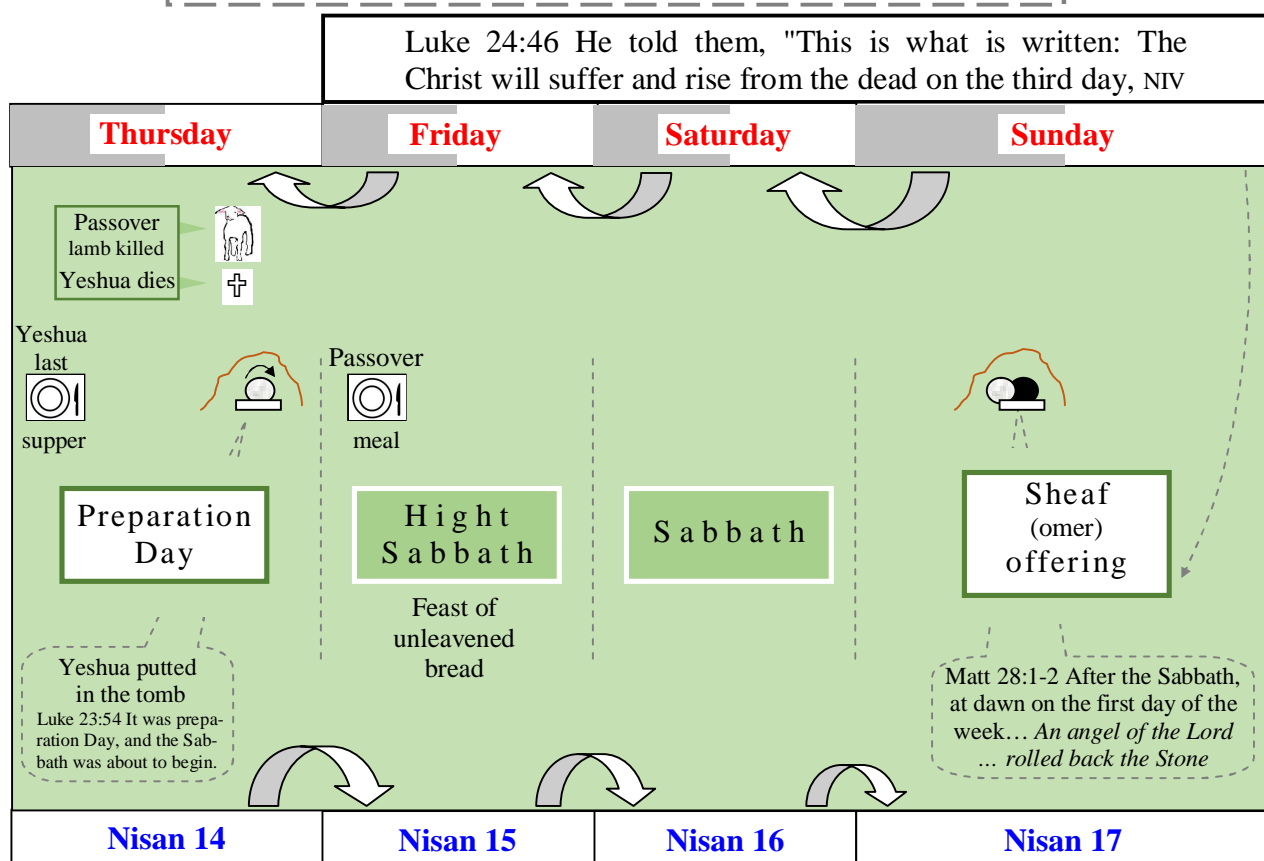 Luke 24:46 He told them, "This is what is written: The
Christ will suffer and rise from the dead on the third day, NIV
Thursday
Friday
Saturday
Sunday
Passover
lamb killed
Yeshua dies
Yeshua
last
supper
Passover
meal
Preparation
Day
Hight
Sabbath
Sabbath
Sheaf
(omer)
offering
Feast of
unleavened
bread
Yeshua putted
in the tomb
Luke 23:54 It was prepa-
ration Day, and the Sab-
bath was about to begin.
Matt 28:1-2 After the Sabbath,
at dawn on the first day of the
week… An angel of the Lord
… rolled back the Stone
Nisan 14
Nisan 15
Nisan 16
Nisan 17